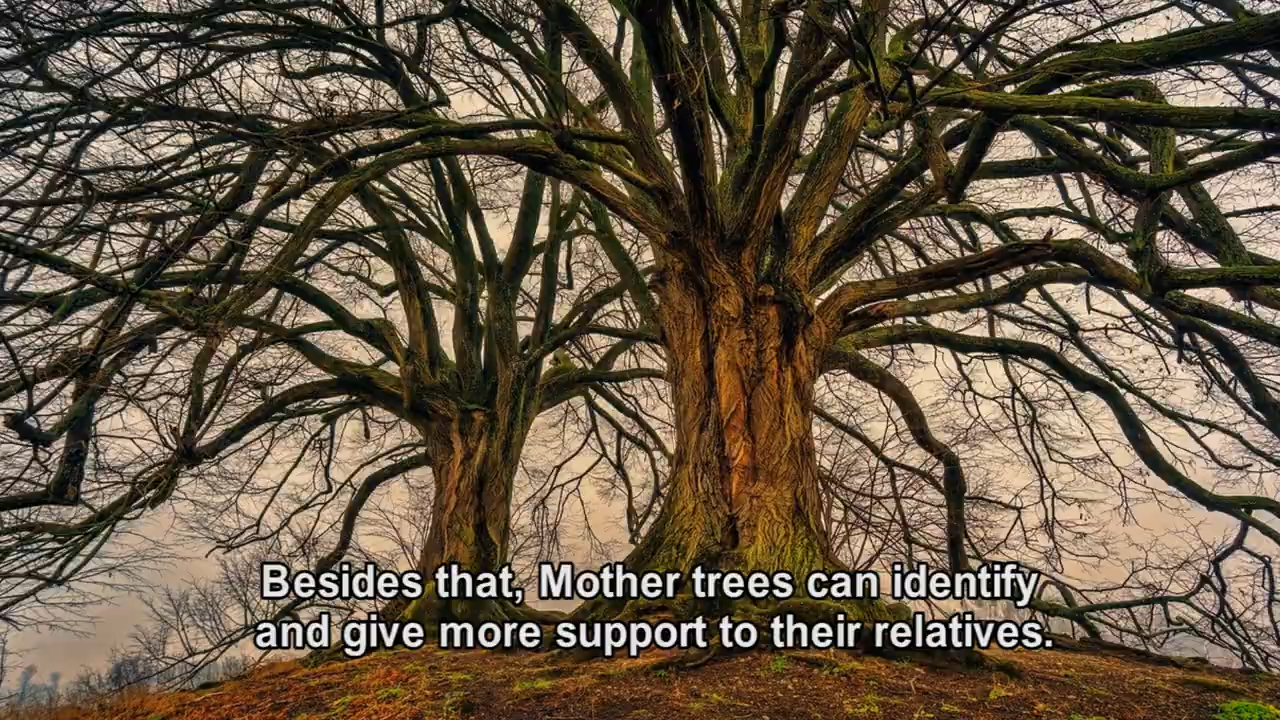 Besides that, Mother trees can identify
and give more support to their relatives.